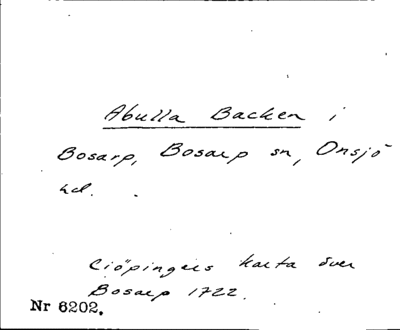 Abulla Backen i
Bosarp, Bosarp sn, Onsjö
hd.
Ciöpingers karta över
Bosarp 1722.
Nr 6202.